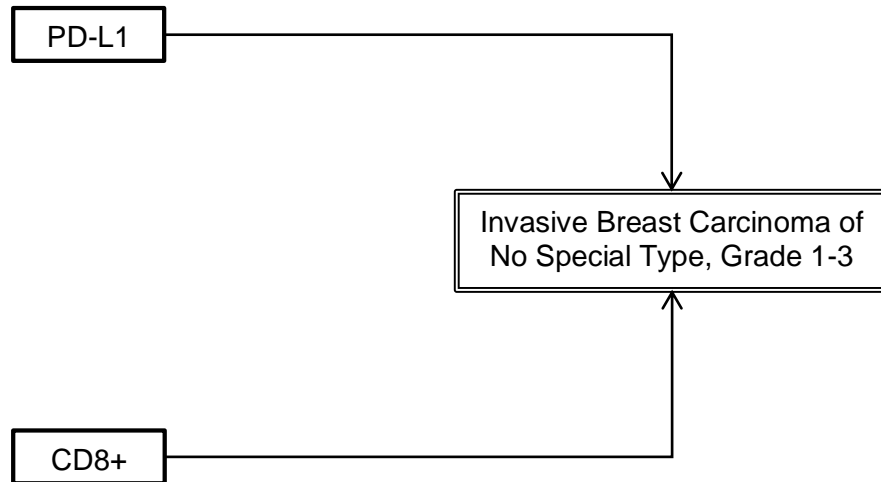 PD-L1
Invasive Breast Carcinoma of
No Special Type, Grade 1-3
CD8+